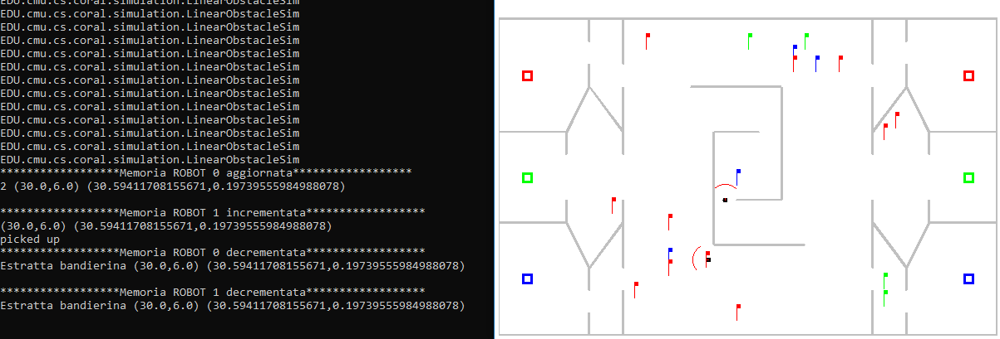 EDU.cmu.cs.coral.simulation.LinearObstacleSim
EDU.cmu.cs.coral.simulation.LinearObstacleSim
EDU.cmu.cs.coral.simulation.LinearObstacleSim
EDU.cmu.cs.coral.simulation.LinearObstacleSim
EDU.cmu.cs.coral.simulation.LinearObstacleSim
EDU.cmu.cs.coral.simulation.LinearObstacleSim
EDU.cmu.cs.coral.simulation.LinearObstacleSim
EDU.cmu.cs.coral.simulation.LinearObstacleSim
EDU.cmu.cs.coral.simulation.LinearObstacleSim
EDU.cmu.cs.coral.simulation.LinearObstacleSim
EDU.cmu.cs.coral.simulation.LinearObstacleSim
EDU.cmu.cs.coral.simulation.LinearObstacleSim
EDU.cmu.cs.coral.simulation.LinearObstacleSim
******************Memoria ROBOT 0 aggiornata******************
2 (30.0,6.0) (30.59411708155671,0.19739555984988078)
******************Memoria ROBOT 1 incrementata******************
(30.0,6.0) (30.59411708155671,0.19739555984988078)
picked up
******************Memoria ROBOT 0 decrementata******************
Estratta bandierina (30.0,6.0) (30.59411708155671,0.19739555984988078)
******************Memoria ROBOT 1 decrementata******************
Estratta bandierina (30.0,6.0) (30.59411708155671,0.19739555984988078)